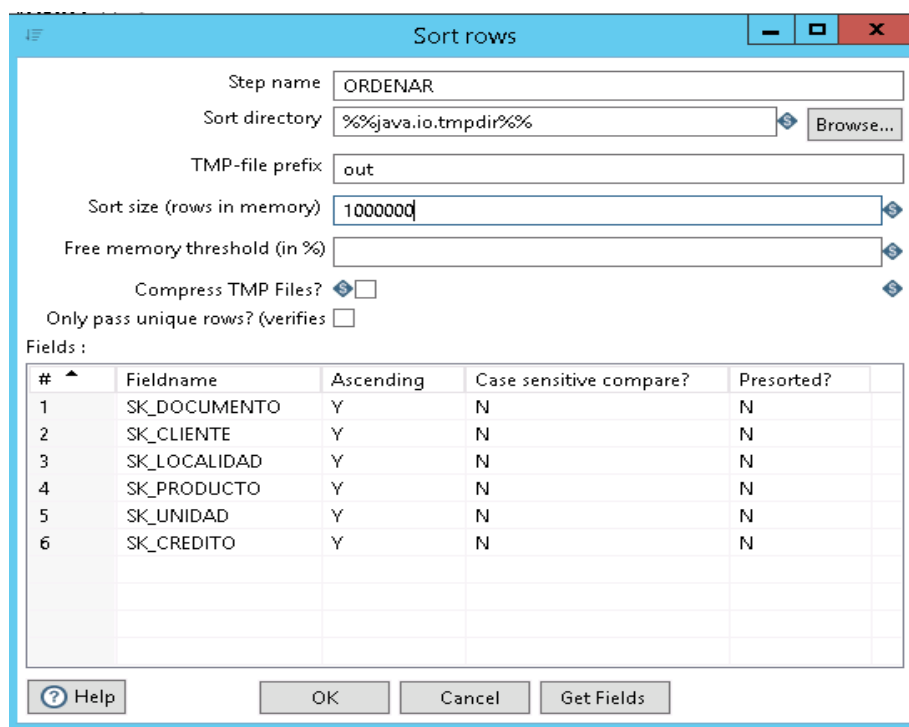 Sort rows
Step name ORDENAR
Sort directory %%java.io.tmpdir%% Browse...
TMP-file prefix out
Sort size (rows in memory) 1000000
Free memory threshold (in %)
Compress TMP Files?
Only pass unique rows? (verifies
Fields :
# Fieldname Ascending Case sensitive compare? Presorted?
1 SK_DOCUMENTO Y N N
2 SK_CLIENTE Y N N
3 SK_LOCALIDAD Y N N
4 SK_PRODUCTO Y N N
5 SK_UNIDAD Y N N
6 SK_CREDITO Y N N
Help OK Cancel Get Fields